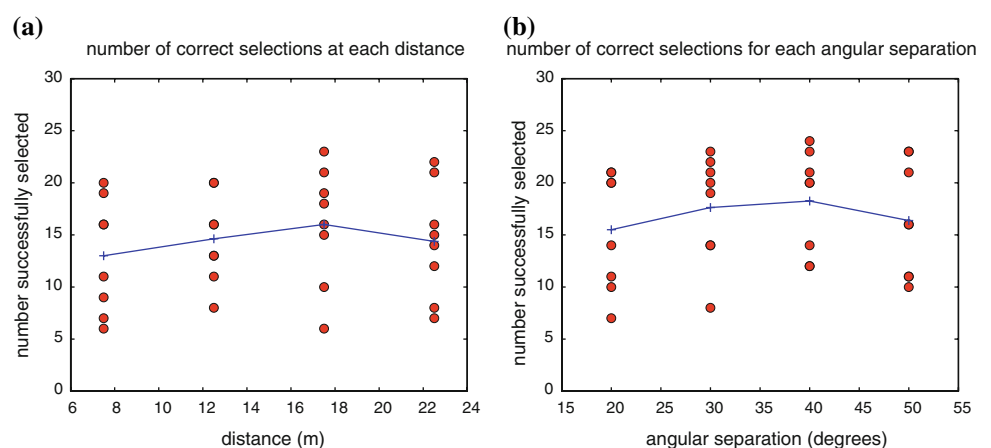 (a)
number of correct selections at each distance
number successfully selected
30
25
20
15
10
5
0
6 8 10 12 14 16 18 20 22 24
distance (m)
(b)
number of correct selections for each angular separation
number successfully selected
30
25
20
15
10
5
0
15 20 25 30 35 40 45 50 55
angular separation (degrees)